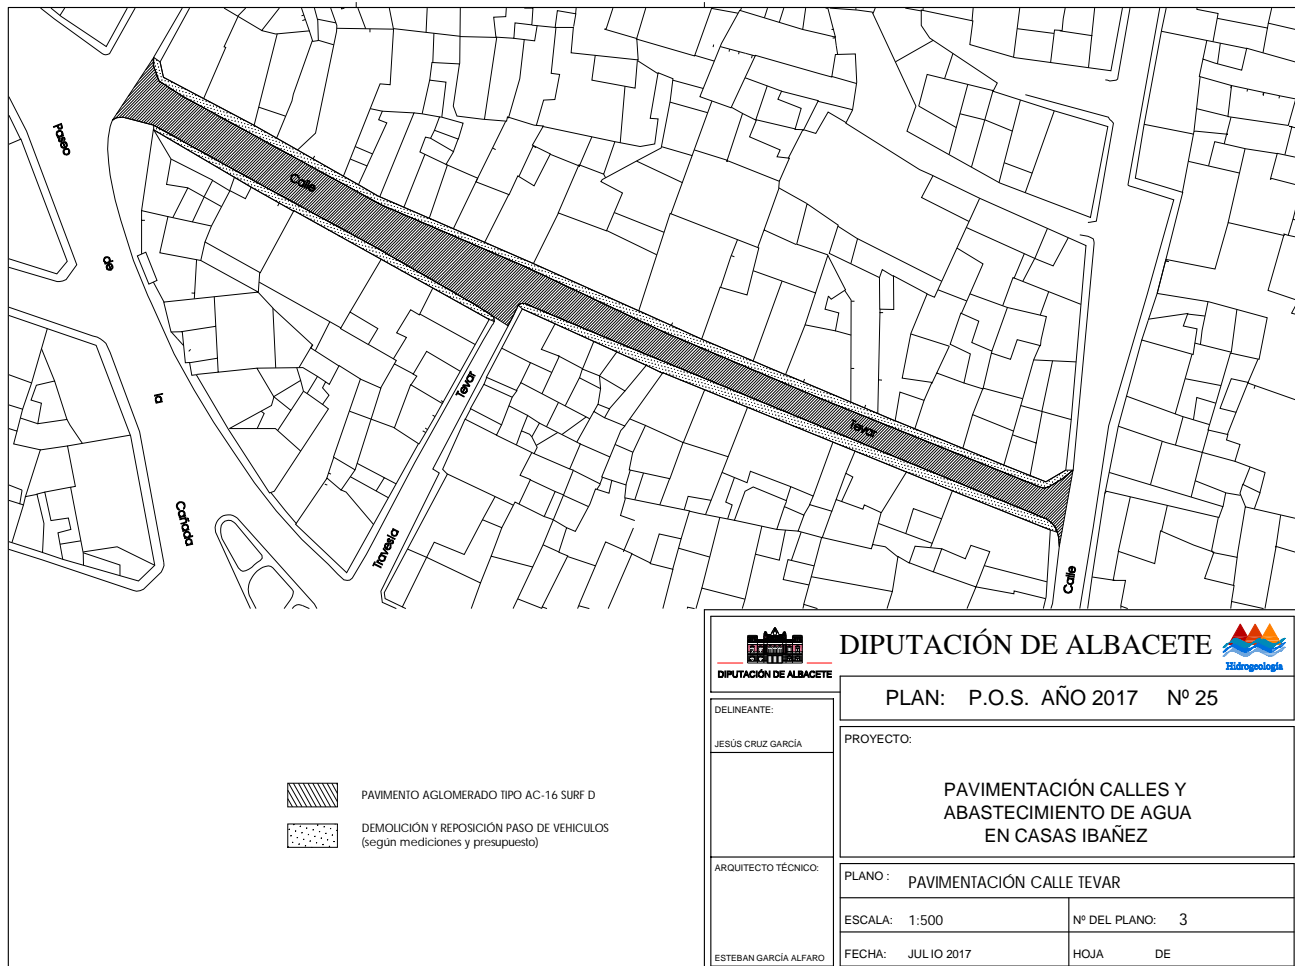 Paseo
de
la
Cañada
Calle
Tevar
Tevar
Travesia
Calle
PAVIMENTO AGLOMERADO TIPO AC-16 SURF D
DEMOLICIÓN Y REPOSICIÓN PASO DE VEHICULOS
(según mediciones y presupuesto)
DIPUTACIÓN DE ALBACETE
DIPUTACIÓN DE ALBACETE
Hidrogeología
PLAN: P.O.S. AÑO 2017 Nº 25
DELINEANTE:
JESÚS CRUZ GARCÍA
PROYECTO:
PAVIMENTACIÓN CALLES Y
ABASTECIMIENTO DE AGUA
EN CASAS IBAÑEZ
ARQUITECTO TÉCNICO:
ESTEBAN GARCÍA ALFARO
PLANO : PAVIMENTACIÓN CALLE TEVAR
ESCALA: 1:500
Nº DEL PLANO: 3
FECHA: JULIO 2017
HOJA DE